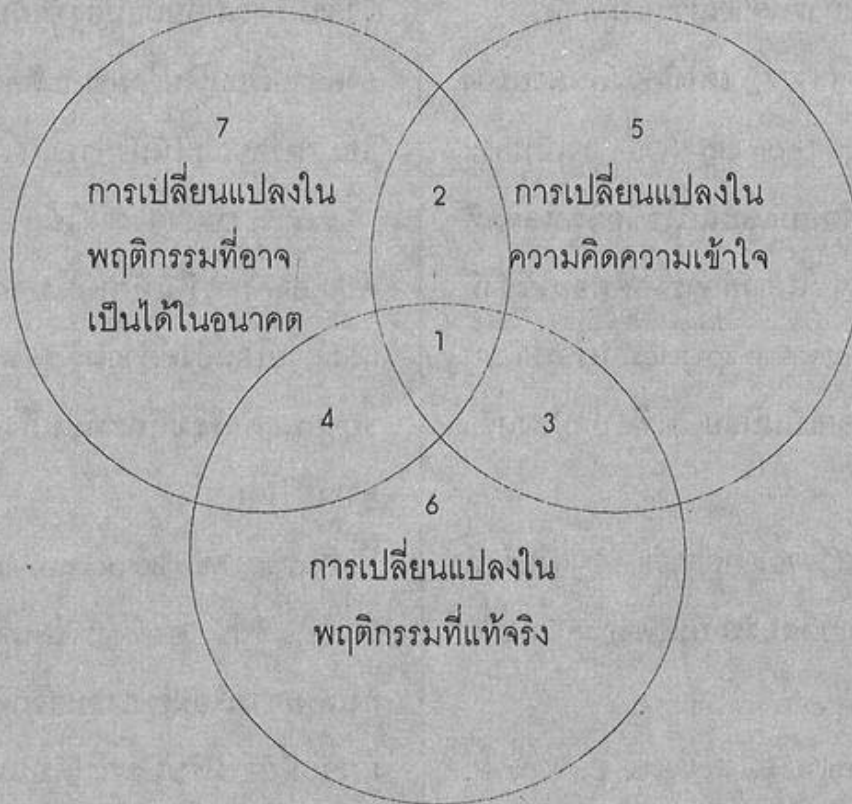 7
การเปลี่ยนแปลงใน
พฤติกรรมที่อาจ
เป็นได้ในอนาคต
2
5
การเปลี่ยนแปลงใน
ความคิดความเข้าใจ
1
4
3
6
การเปลี่ยนแปลงใน
พฤติกรรมที่แท้จริง